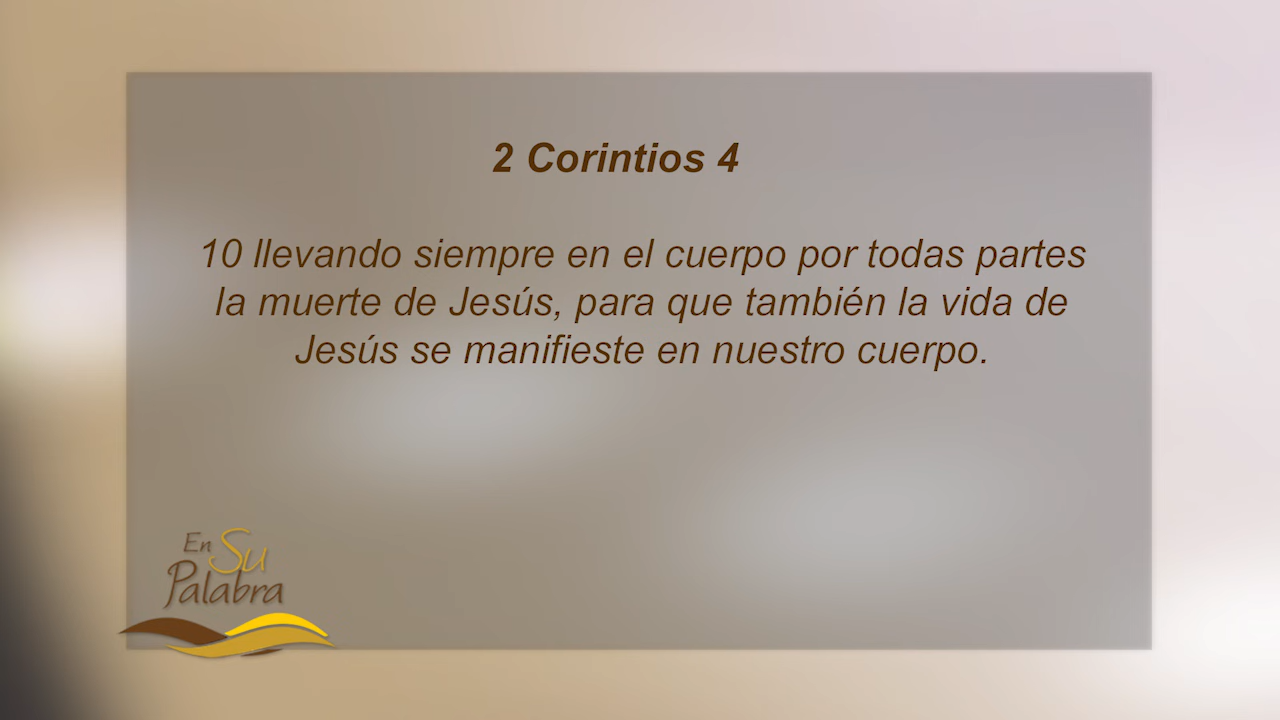 2 Corintios 4
10 llevando siempre en el cuerpo por todas partes
la muerte de Jesús, para que también la vida de
Jesús se manifieste en nuestro cuerpo.
En Su
Palabra